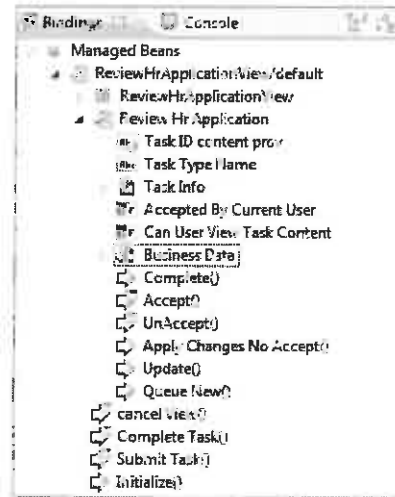 Bindings Console
Managed Beans
ReviewHrApplicationView/default
ReviewHrApplicationView
Review Hr Application
Task ID content prov
Task Type Name
Task Info
Accepted By Current User
Can User View Task Content
Business Data
Complete()
Accept()
UnAccept()
Apply Changes No Accept()
Update()
Queue New()
cancel View()
Complete Task()
Submit Task()
Initialize()